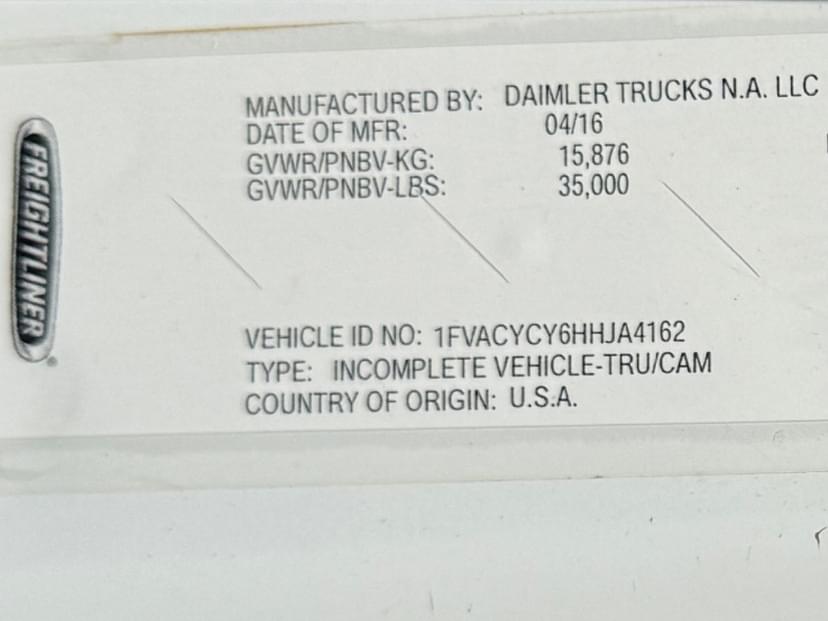 FREIGHTLINER
MANUFACTURED BY: DAIMLER TRUCKS N.A. LLC
DATE OF MFR: 04/16
GVWR/PNBV-KG: 15,876
GVWR/PNBV-LBS: 35,000
VEHICLE ID NO: 1FVACYCY6HHJA4162
TYPE: INCOMPLETE VEHICLE-TRU/CAM
COUNTRY OF ORIGIN: U.S.A.